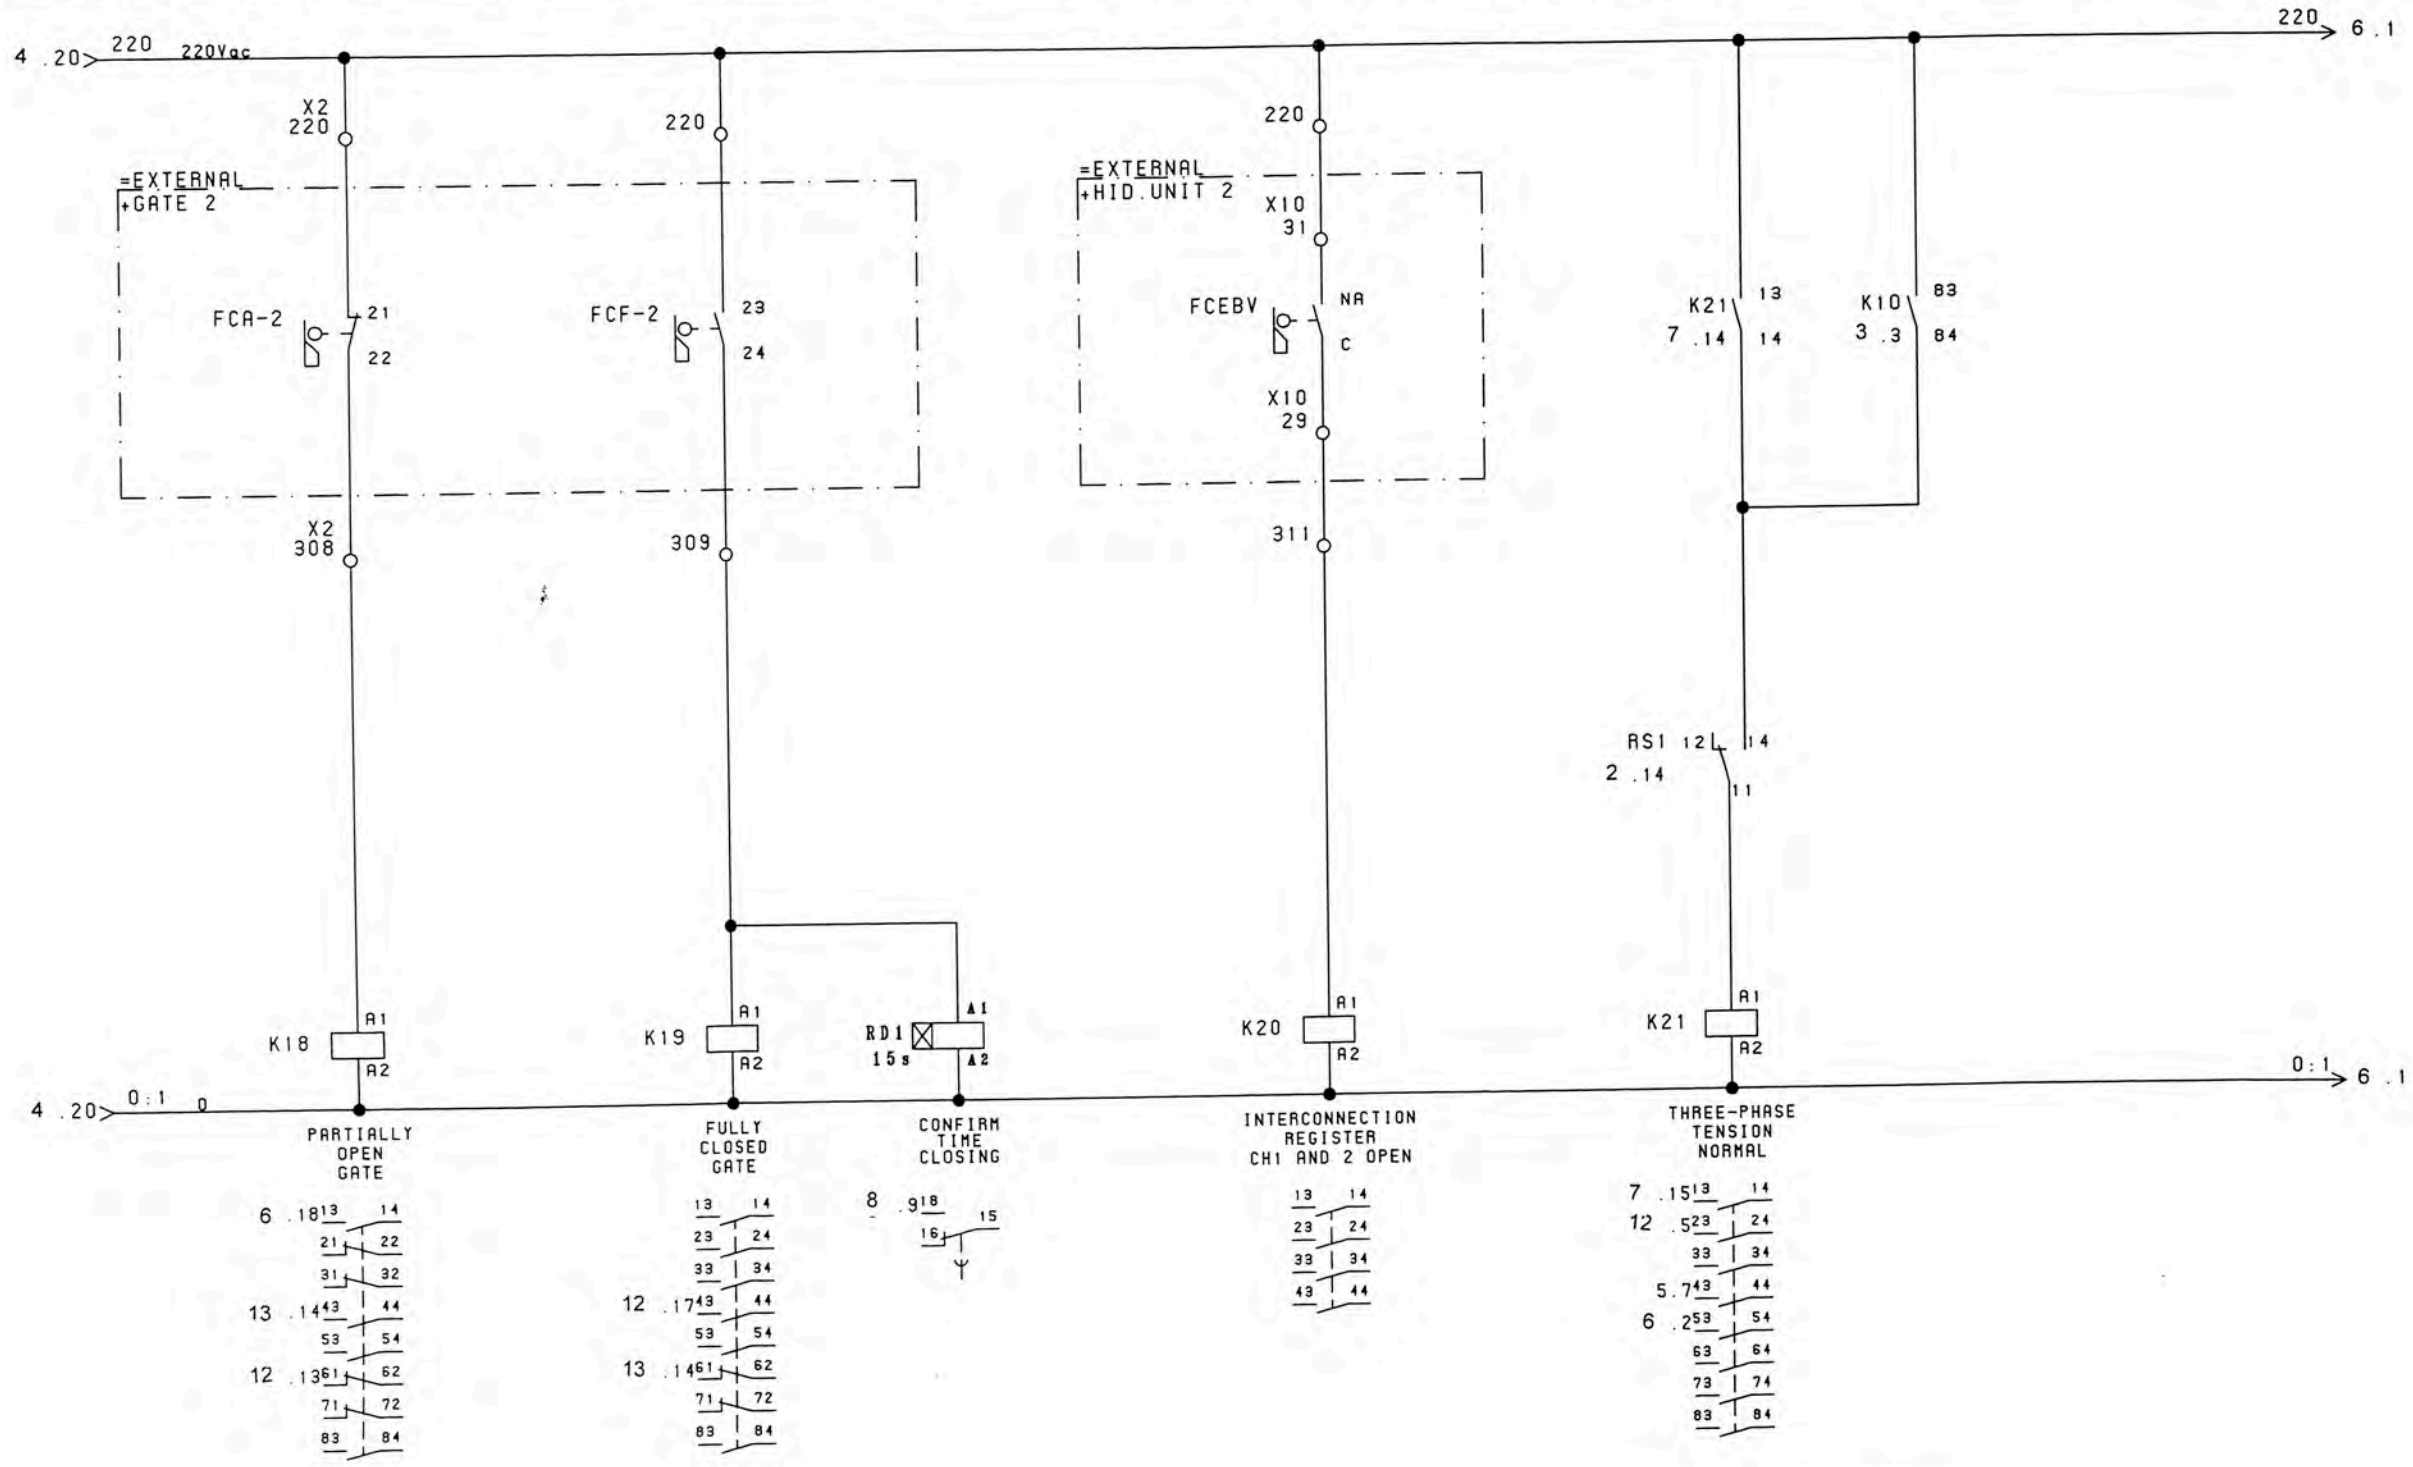 4 .20
220
220Vac
220
6 .1
X2
220
220
220
=EXTERNAL
+GATE 2
=EXTERNAL
+HID.UNIT 2
X10
31
FCA-2
21
22
FCF-2
23
24
FCEBV
NA
C
K21
13
7 .14
14
K10
83
3 .3
84
X10
29
X2
308
309
311
RS1
12
14
2 .14
11
K18
A1
A2
K19
A1
A2
RD1
15s
A1
A2
K20
A1
A2
K21
A1
A2
4 .20
0:1
0
0:1
6 .1
PARTIALLY
OPEN
GATE
FULLY
CLOSED
GATE
CONFIRM
TIME
CLOSING
INTERCONNECTION
REGISTER
CH1 AND 2 OPEN
THREE-PHASE
TENSION
NORMAL
6 .18 13 14
21 22
31 32
13 .14 43 44
53 54
12 .13 61 62
71 72
83 84
13 14
23 24
33 34
12 .17 43 44
53 54
13 .14 61 62
71 72
83 84
8 .9 18
15
16
13 14
23 24
33 34
43 44
7 .15 13 14
12 .5 23 24
33 34
5.7 43 44
6 .2 53 54
63 64
73 74
83 84